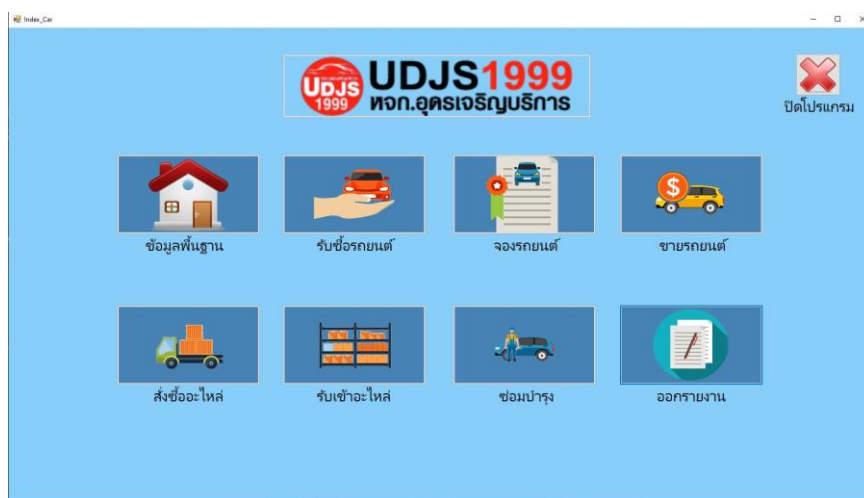 Index_Car
UDJS1999
UDJS
1999
หจก.อุดรเจริญบริการ
ปิดโปรแกรม
ข้อมูลพื้นฐาน
รับซื้อรถยนต์
จองรถยนต์
ขายรถยนต์
$
สั่งซื้ออะไหล่
รับเข้าอะไหล่
ซ่อมบำรุง
ออกรายงาน